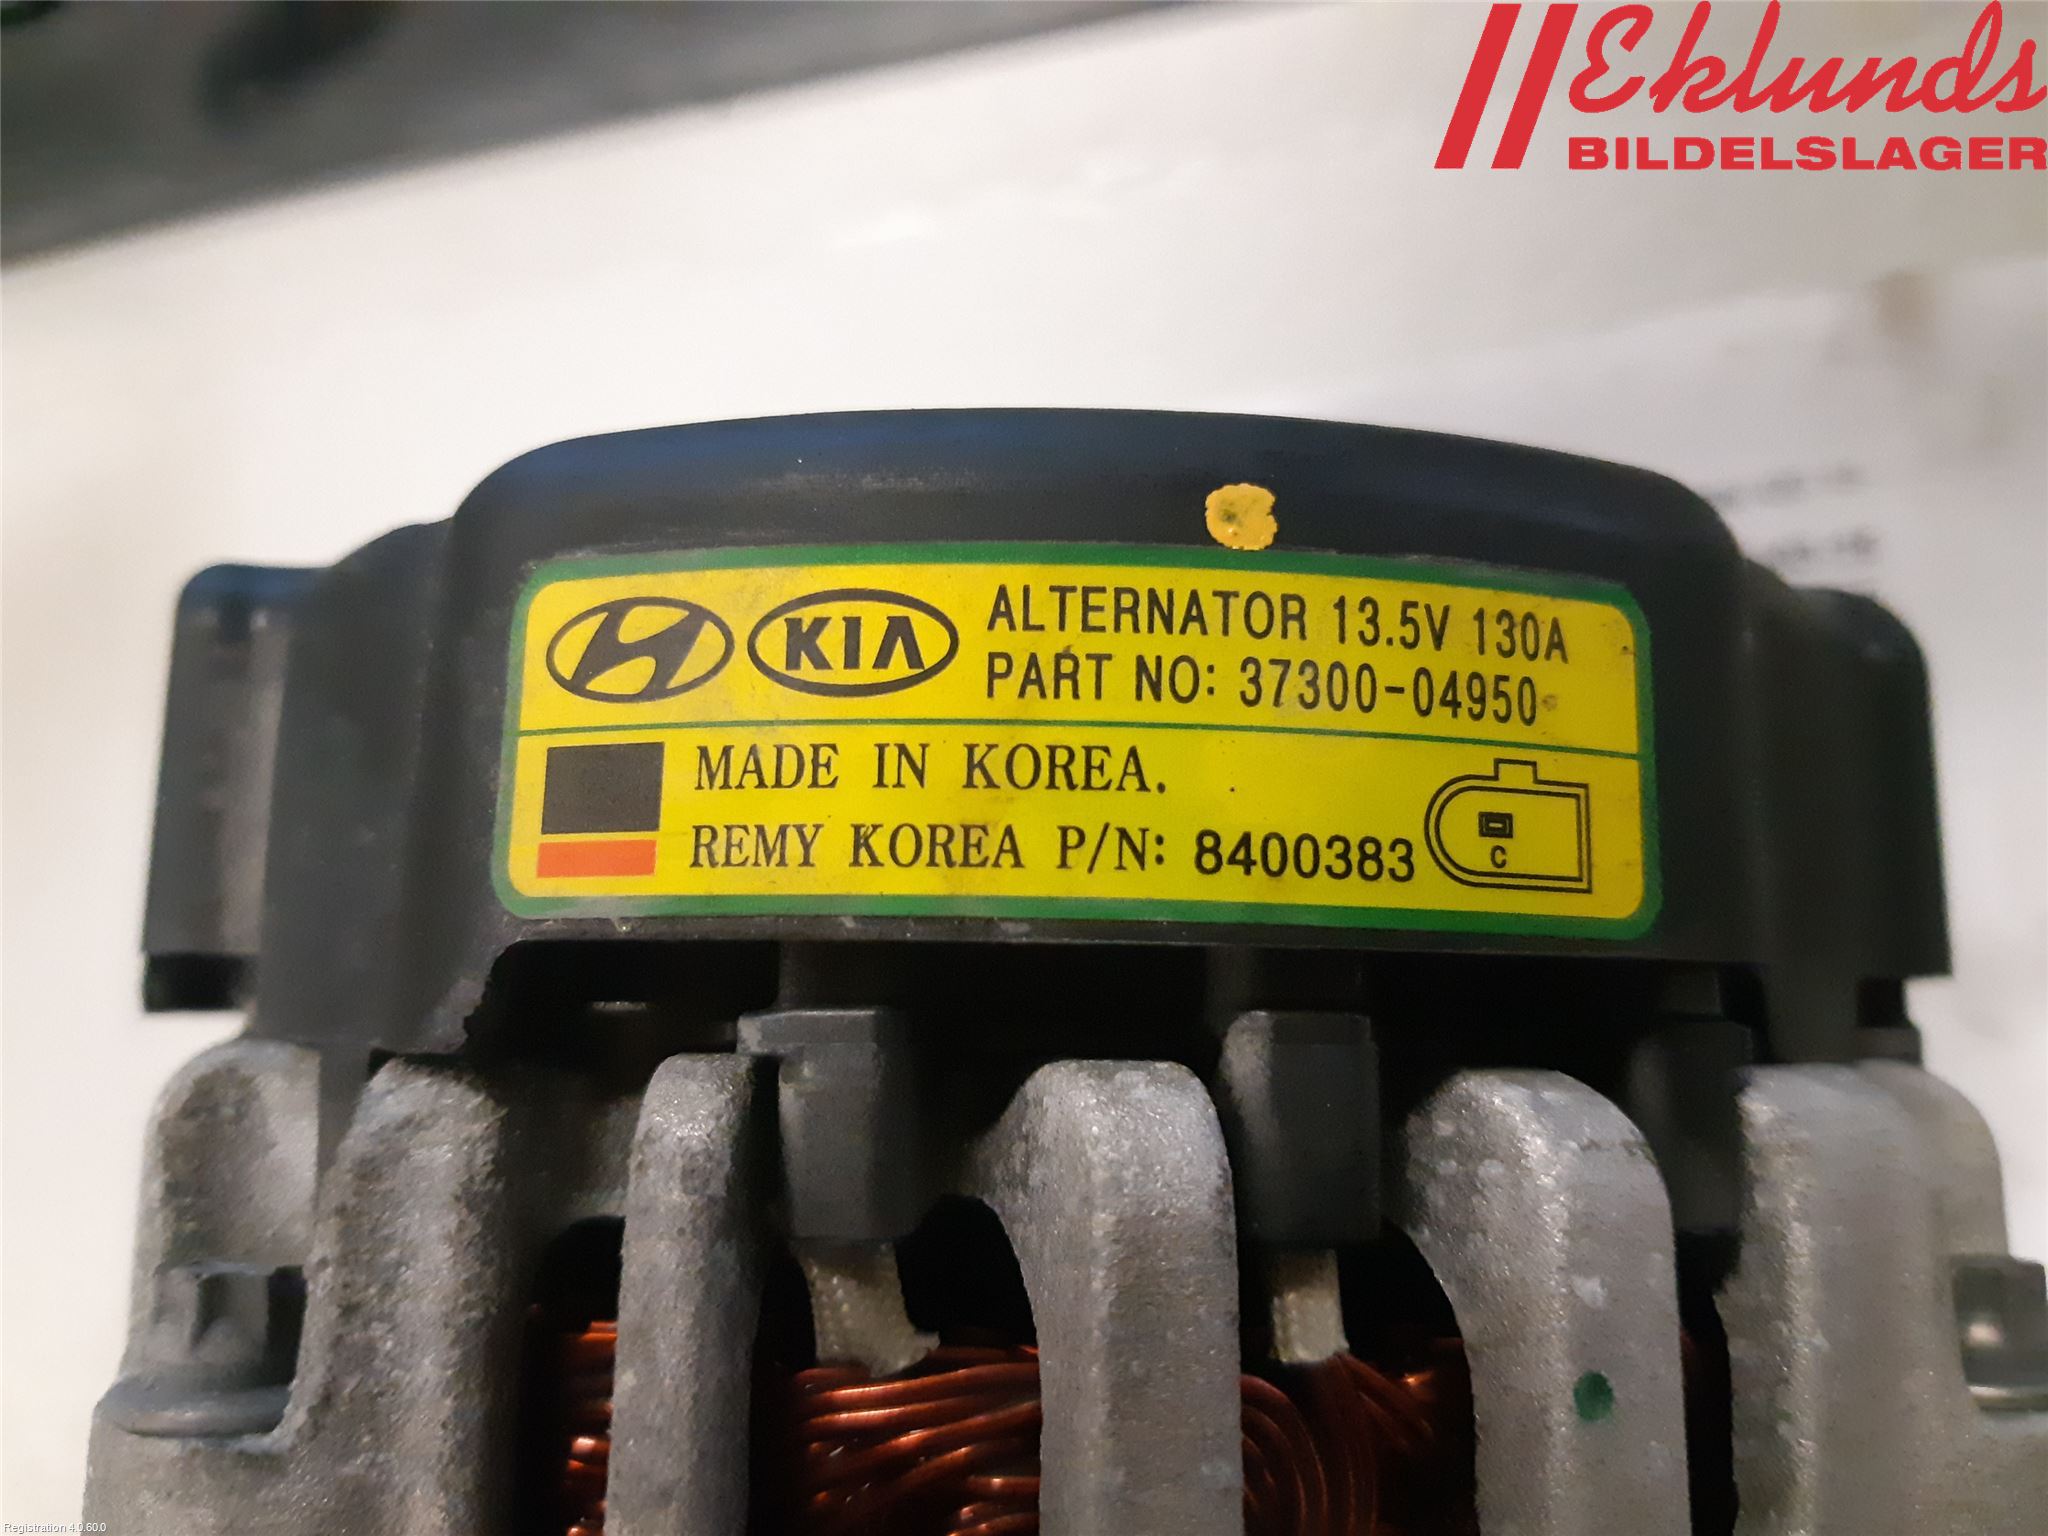 Eklunds
BILDELSLAGER
KIA
ALTERNATOR 13.5V 130A
PART NO: 37300-04950
MADE IN KOREA.
REMY KOREA P/N: 8400383
C
Registration 4.0.60.0